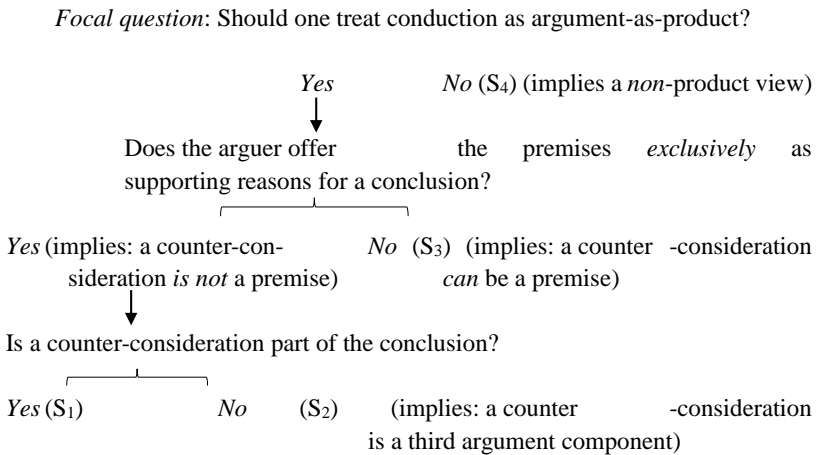 Focal question: Should one treat conduction as argument-as-product?
Yes No (S₄) (implies a non-product view)
Does the arguer offer the premises exclusively as
supporting reasons for a conclusion?
Yes (implies: a counter-con- No (S₃) (implies: a counter -consideration
sideration is not a premise) can be a premise)
Is a counter-consideration part of the conclusion?
Yes (S₁) No (S₂) (implies: a counter -consideration
is a third argument component)